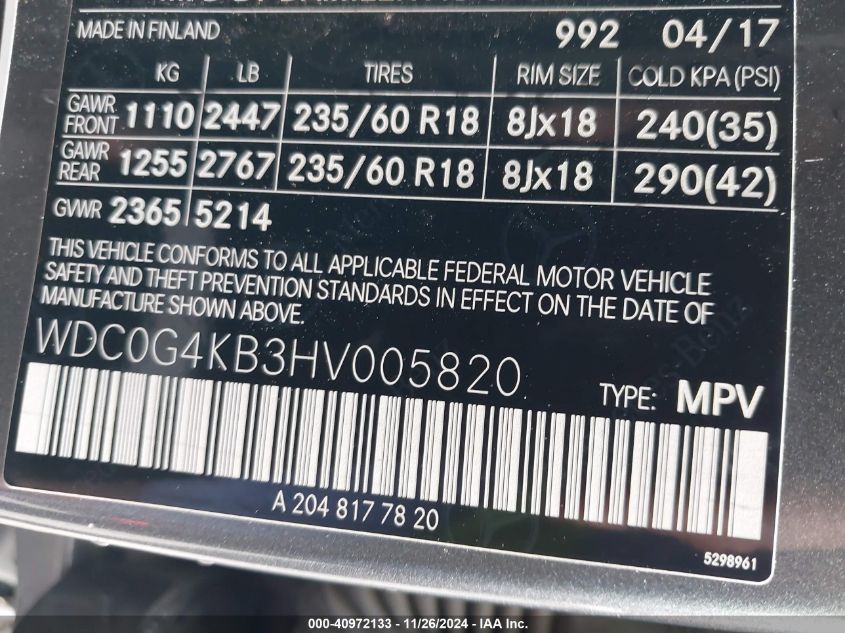 MADE IN FINLAND 992 04/17
KG LB TIRES RIM SIZE COLD KPA (PSI)
GAWR FRONT 1110 2447 235/60 R18 8Jx18 240(35)
GAWR REAR 1255 2767 235/60 R18 8Jx18 290(42)
GVWR 2365 5214
THIS VEHICLE CONFORMS TO ALL APPLICABLE FEDERAL MOTOR VEHICLE
SAFETY AND THEFT PREVENTION STANDARDS IN EFFECT ON THE DATE OF
MANUFACTURE SHOWN ABOVE.
WDC0G4KB3HV005820
TYPE: MPV
A 204 817 78 20
5298961
000-40972133 - 11/26/2024 - IAA Inc.